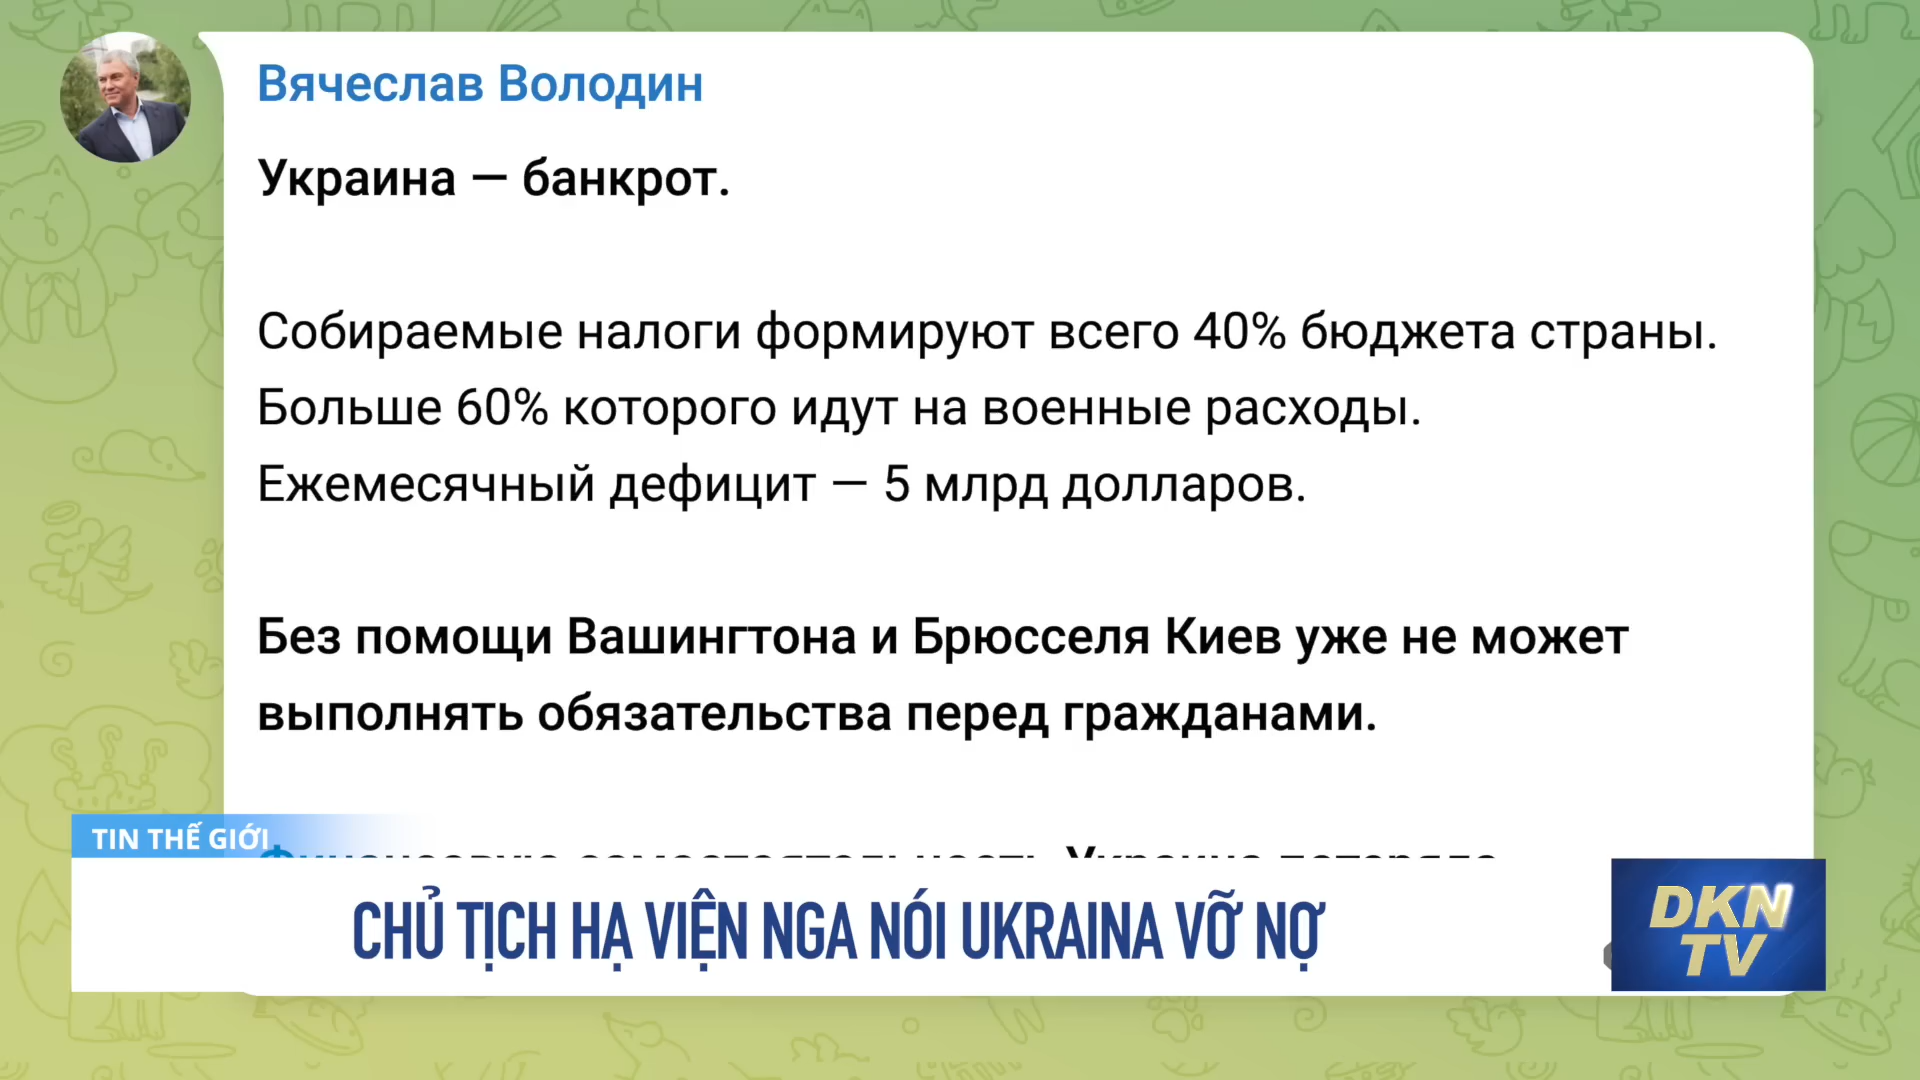 Вячеслав Володин
Украина — банкрот.
Собираемые налоги формируют всего 40% бюджета страны.
Больше 60% которого идут на военные расходы.
Ежемесячный дефицит — 5 млрд долларов.
Без помощи Вашингтона и Брюсселя Киев уже не может
выполнять обязательства перед гражданами.
TIN THẾ GIỚI
CHỦ TỊCH HẠ VIỆN NGA NÓI UKRAINA VỠ NỢ
DKN
TV